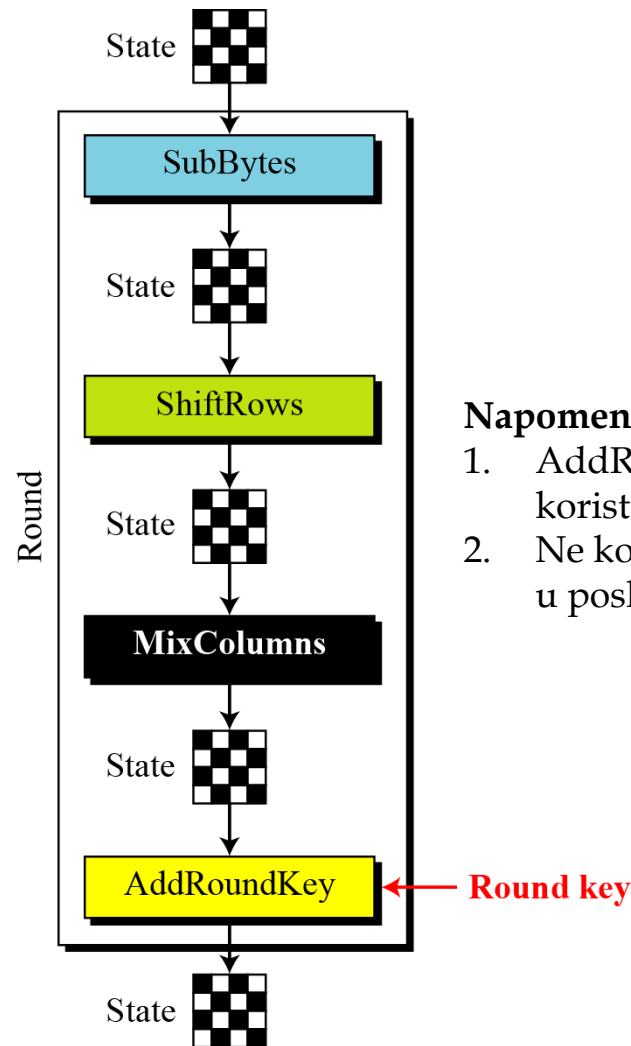 State
SubBytes
State
ShiftRows
State
MixColumns
State
AddRoundKey
Round key
State
Round
Napomen
1. AddR
korist
2. Ne ko
u posl